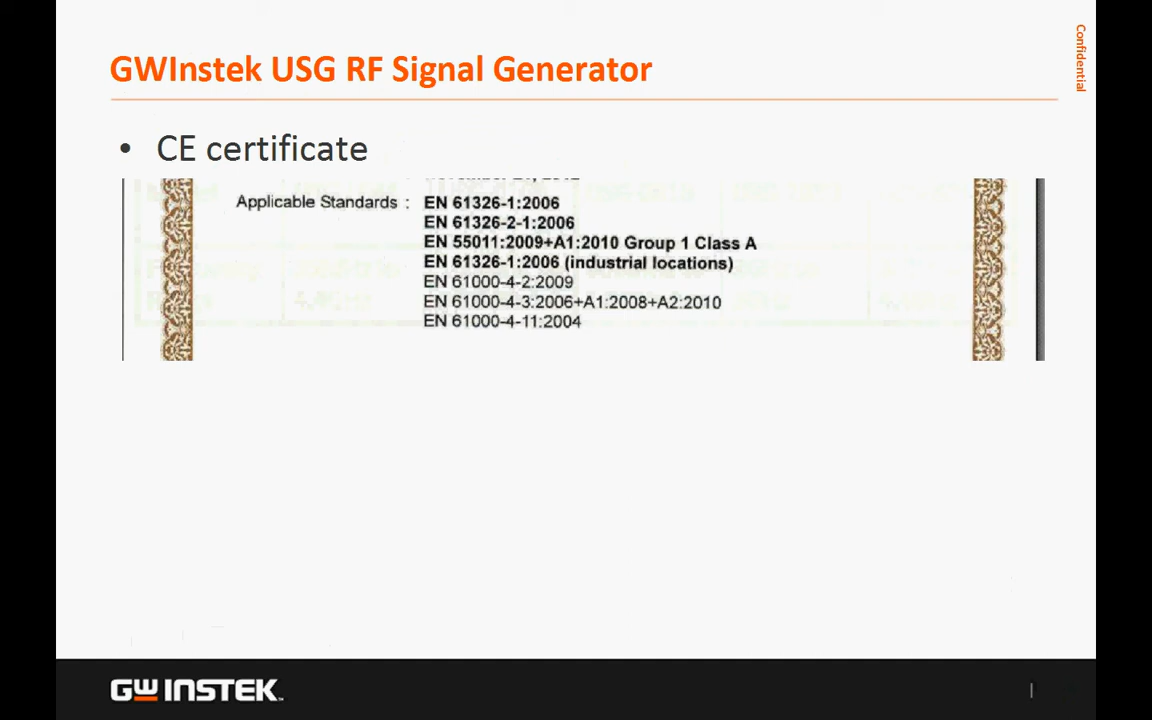 Confidential
GWInstek USG RF Signal Generator
• CE certificate
Applicable Standards : EN 61326-1:2006
EN 61326-2-1:2006
EN 55011:2009+A1:2010 Group 1 Class A
EN 61326-1:2006 (industrial locations)
EN 61000-4-2:2009
EN 61000-4-3:2006+A1:2008+A2:2010
EN 61000-4-11:2004
GW INSTEK